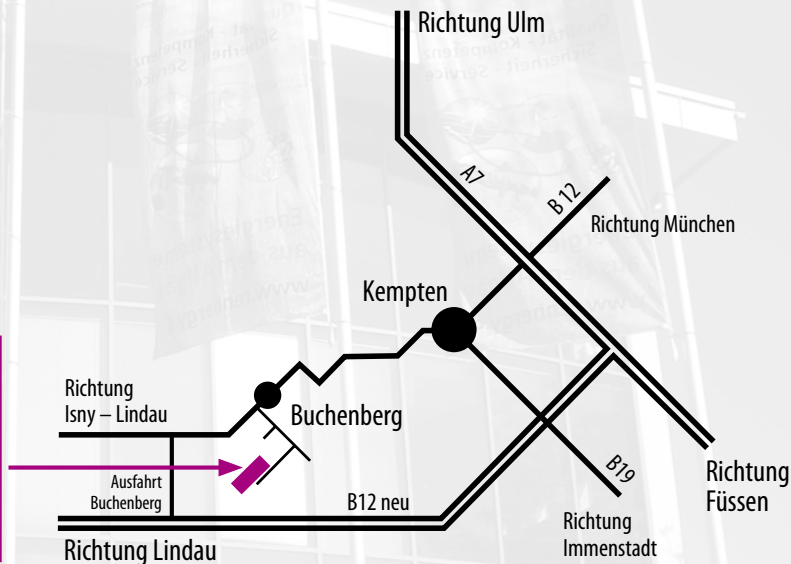 Richtung Ulm
A7
B 12
Richtung München
Kempten
Richtung
Isny – Lindau
Buchenberg
Ausfahrt
Buchenberg
B12 neu
B19
Richtung
Füssen
Richtung
Immenstadt
Richtung Lindau